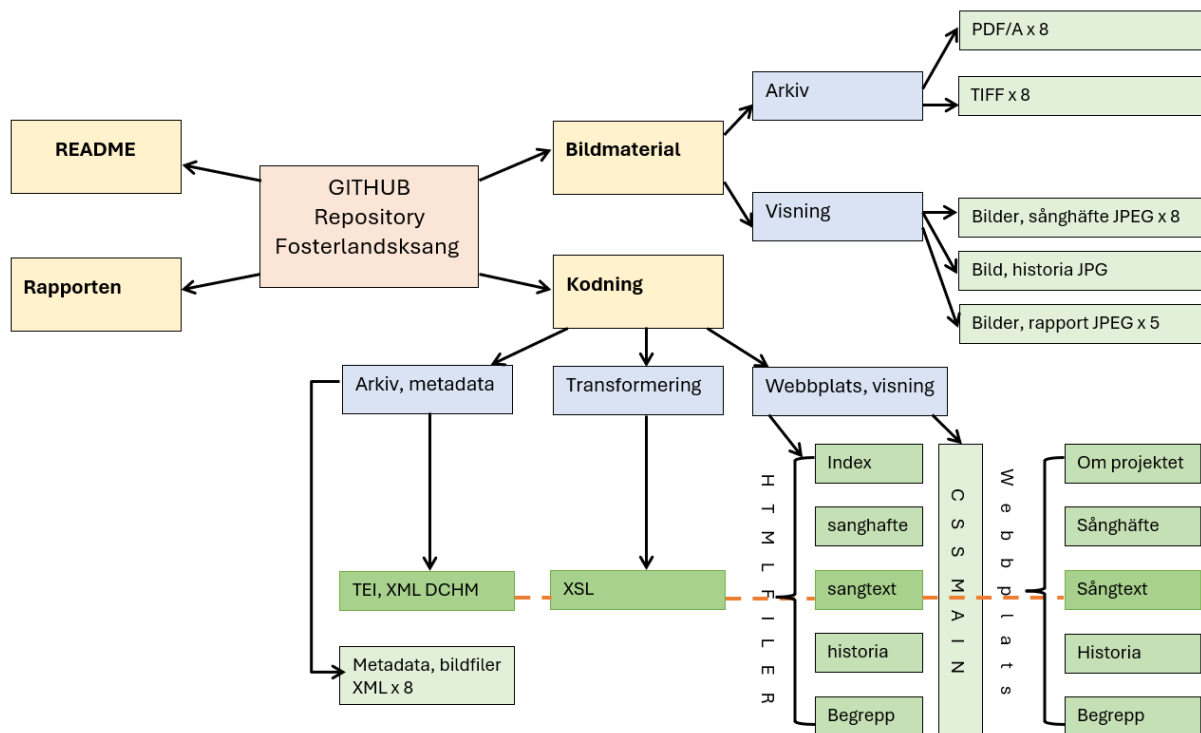 PDF/A x 8
Arkiv
TIFF x 8
README
Bildmaterial
GITHUB
Repository
Fosterlandsksang
Visning
Bilder, sånghäfte JPEG x 8
Bild, historia JPG
Rapporten
Kodning
Bilder, rapport JPEG x 5
Arkiv, metadata
Transformering
Webbplats, visning
HTMLFILER
Index
sanghafte
sangtext
historia
Begrepp
CSSMAIN
Webbplats
Om projektet
Sånghäfte
Sångtext
Historia
Begrepp
TEI, XML DCHM
XSL
Metadata, bildfiler
XML x 8